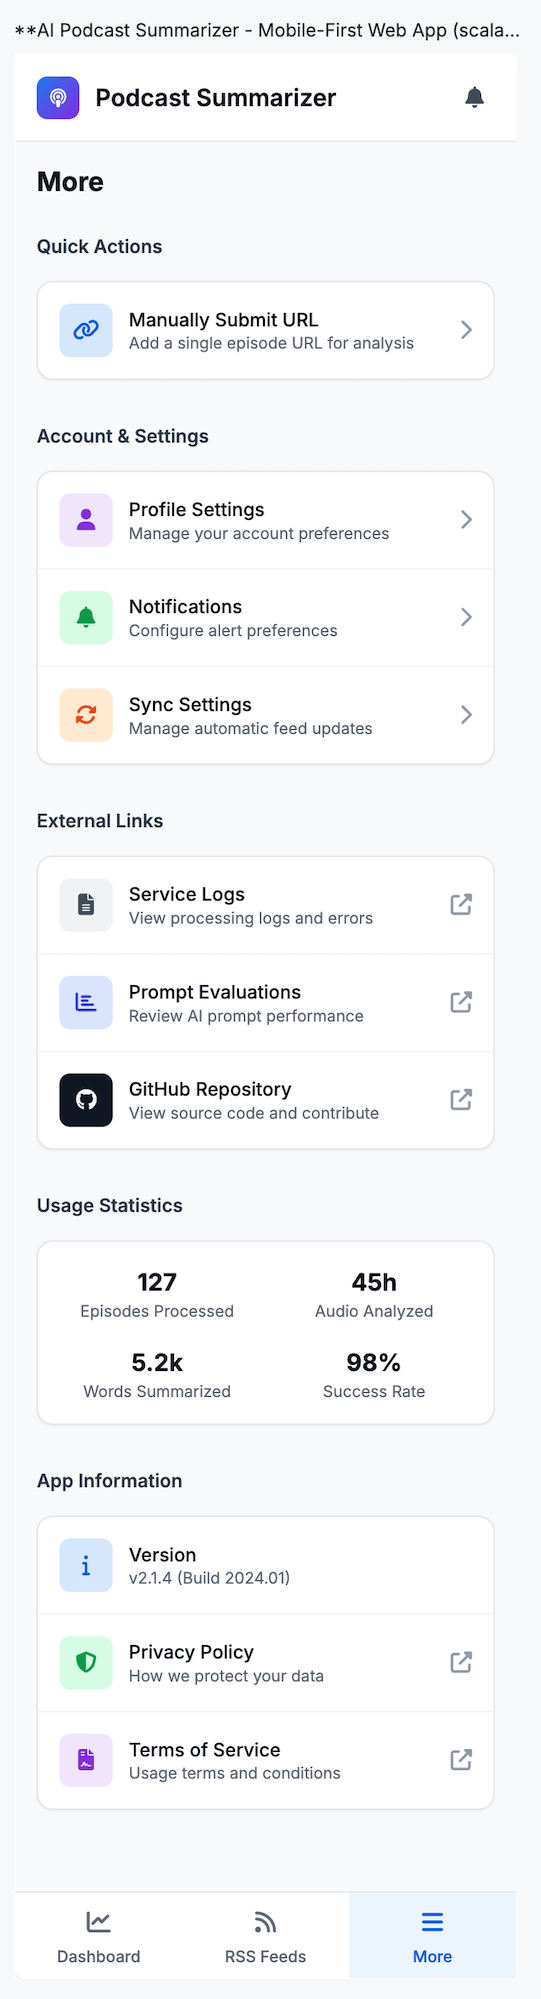 **AI Podcast Summarizer - Mobile-First Web App (scala...
Podcast Summarizer
More
Quick Actions
Manually Submit URL
Add a single episode URL for analysis
Account & Settings
Profile Settings
Manage your account preferences
Notifications
Configure alert preferences
Sync Settings
Manage automatic feed updates
External Links
Service Logs
View processing logs and errors
Prompt Evaluations
Review AI prompt performance
GitHub Repository
View source code and contribute
Usage Statistics
127
Episodes Processed
45h
Audio Analyzed
5.2k
Words Summarized
98%
Success Rate
App Information
Version
v2.1.4 (Build 2024.01)
Privacy Policy
How we protect your data
Terms of Service
Usage terms and conditions
Dashboard
RSS Feeds
More